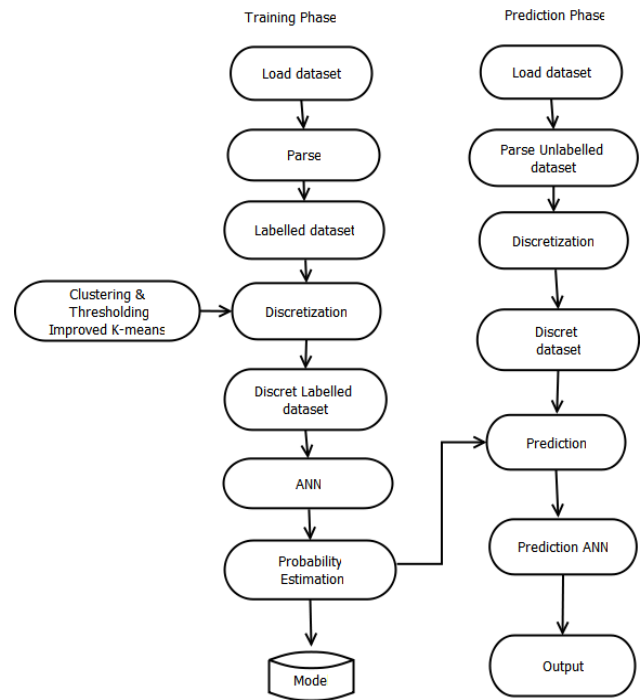 Training Phase
Load dataset
Parse
Labelled dataset
Clustering &
Thresholding
Improved K-means
Discretization
Discret Labelled
dataset
ANN
Probability
Estimation
Mode
Prediction Phase
Load dataset
Parse Unlabelled
dataset
Discretization
Discret
dataset
Prediction
Prediction ANN
Output